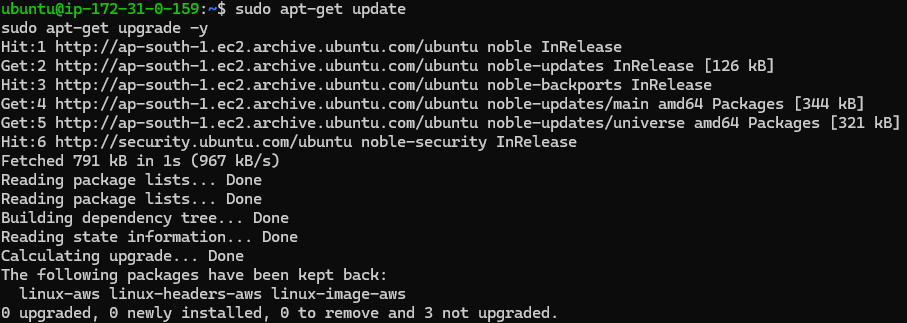 ubuntu@ip-172-31-0-159:~$ sudo apt-get update
sudo apt-get upgrade -y
Hit:1 http://ap-south-1.ec2.archive.ubuntu.com/ubuntu noble InRelease
Get:2 http://ap-south-1.ec2.archive.ubuntu.com/ubuntu noble-updates InRelease [126 kB]
Hit:3 http://ap-south-1.ec2.archive.ubuntu.com/ubuntu noble-backports InRelease
Get:4 http://ap-south-1.ec2.archive.ubuntu.com/ubuntu noble-updates/main amd64 Packages [344 kB]
Get:5 http://ap-south-1.ec2.archive.ubuntu.com/ubuntu noble-updates/universe amd64 Packages [321 kB]
Hit:6 http://security.ubuntu.com/ubuntu noble-security InRelease
Fetched 791 kB in 1s (967 kB/s)
Reading package lists... Done
Reading package lists... Done
Building dependency tree... Done
Reading state information... Done
Calculating upgrade... Done
The following packages have been kept back:
  linux-aws linux-headers-aws linux-image-aws
0 upgraded, 0 newly installed, 0 to remove and 3 not upgraded.